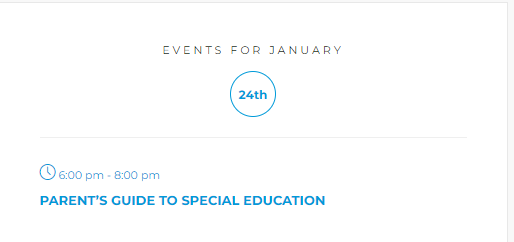 EVENTS FOR JANUARY
24th
6:00 pm - 8:00 pm
PARENT'S GUIDE TO SPECIAL EDUCATION